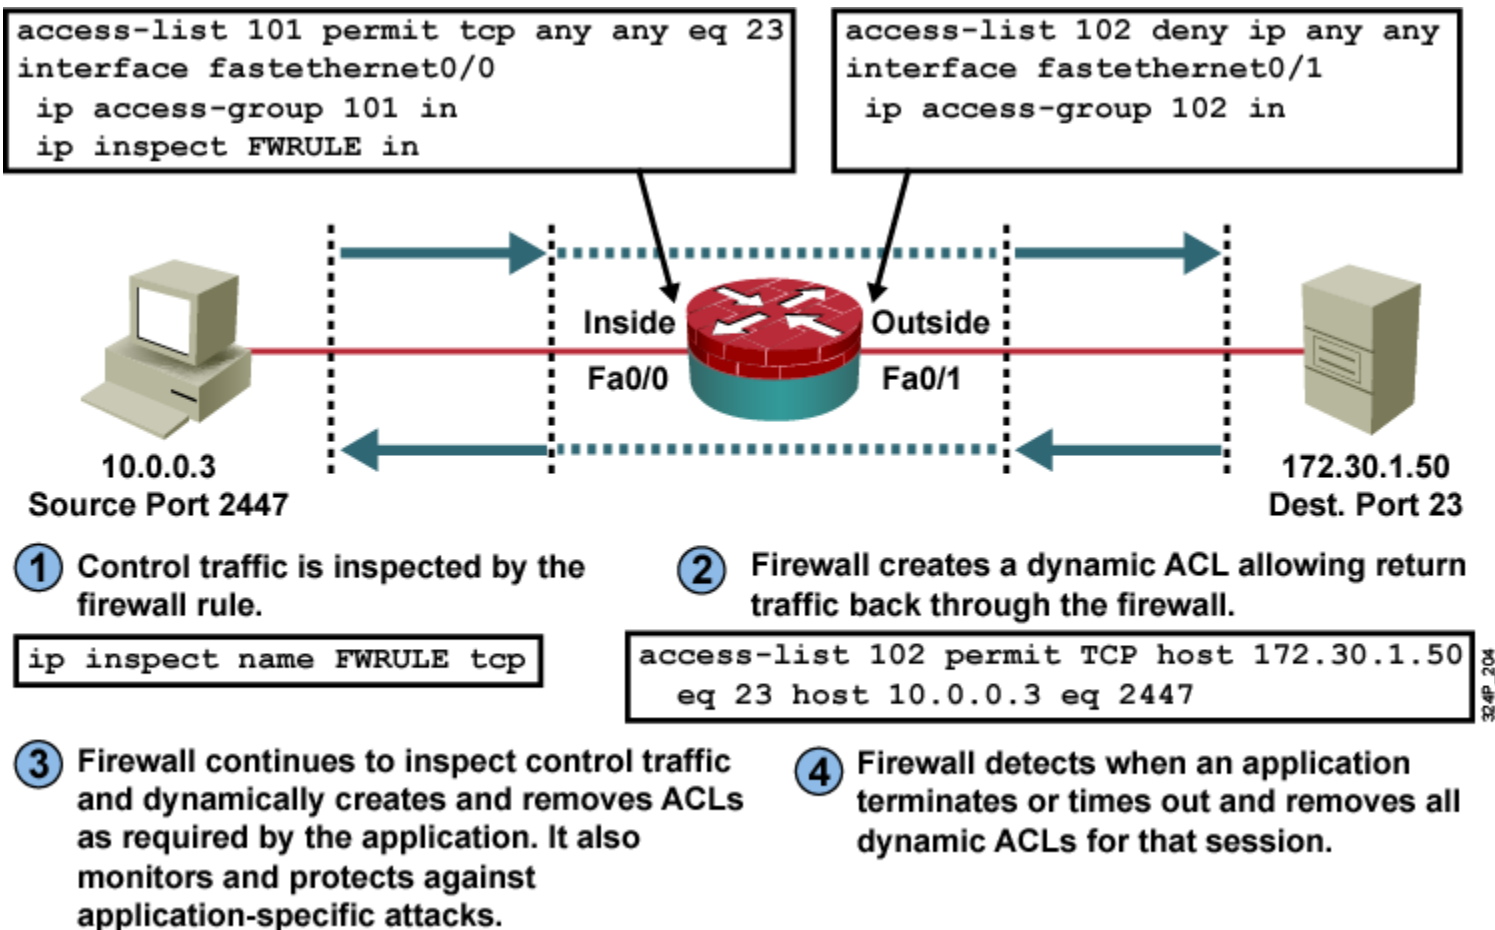 access-list 101 permit tcp any any eq 23
interface fastethernet0/0
ip access-group 101 in
ip inspect FWRULE in
access-list 102 deny ip any any
interface fastethernet0/1
ip access-group 102 in
Inside
Outside
Fa0/0
Fa0/1
10.0.0.3
Source Port 2447
172.30.1.50
Dest. Port 23
1 Control traffic is inspected by the
firewall rule.
ip inspect name FWRULE tcp
2 Firewall creates a dynamic ACL allowing return
traffic back through the firewall.
access-list 102 permit TCP host 172.30.1.50
eq 23 host 10.0.0.3 eq 2447
324P_204
3 Firewall continues to inspect control traffic
and dynamically creates and removes ACLs
as required by the application. It also
monitors and protects against
application-specific attacks.
4 Firewall detects when an application
terminates or times out and removes all
dynamic ACLs for that session.